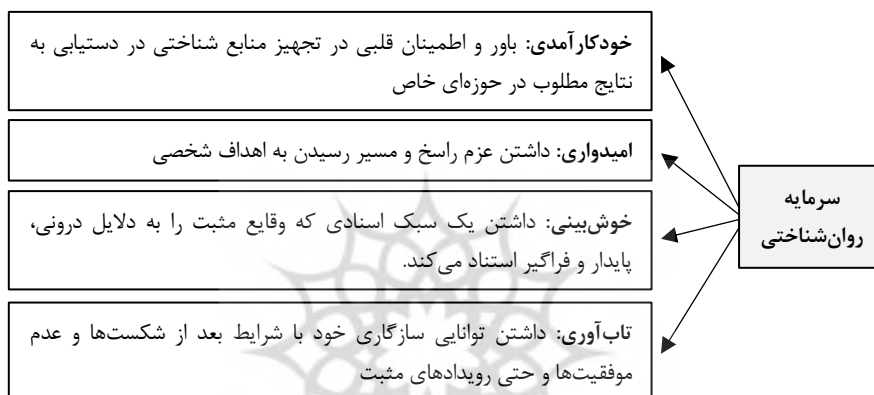 خودکارآمدی: باور و اطمینان قلبی در تجهیز منابع شناختی در دستیابی به
نتایج مطلوب در حوزه‌ای خاص
امیدواری: داشتن عزم راسخ و مسیر رسیدن به اهداف شخصی
خوش‌بینی: داشتن یک سبک اسنادی که وقایع مثبت را به دلایل درونی،
پایدار و فراگیر استناد می‌کند.
تاب‌آوری: داشتن توانایی سازگاری خود با شرایط بعد از شکست‌ها و عدم
موفقیت‌ها و حتی رویدادهای مثبت
سرمایه
روان‌شناختی